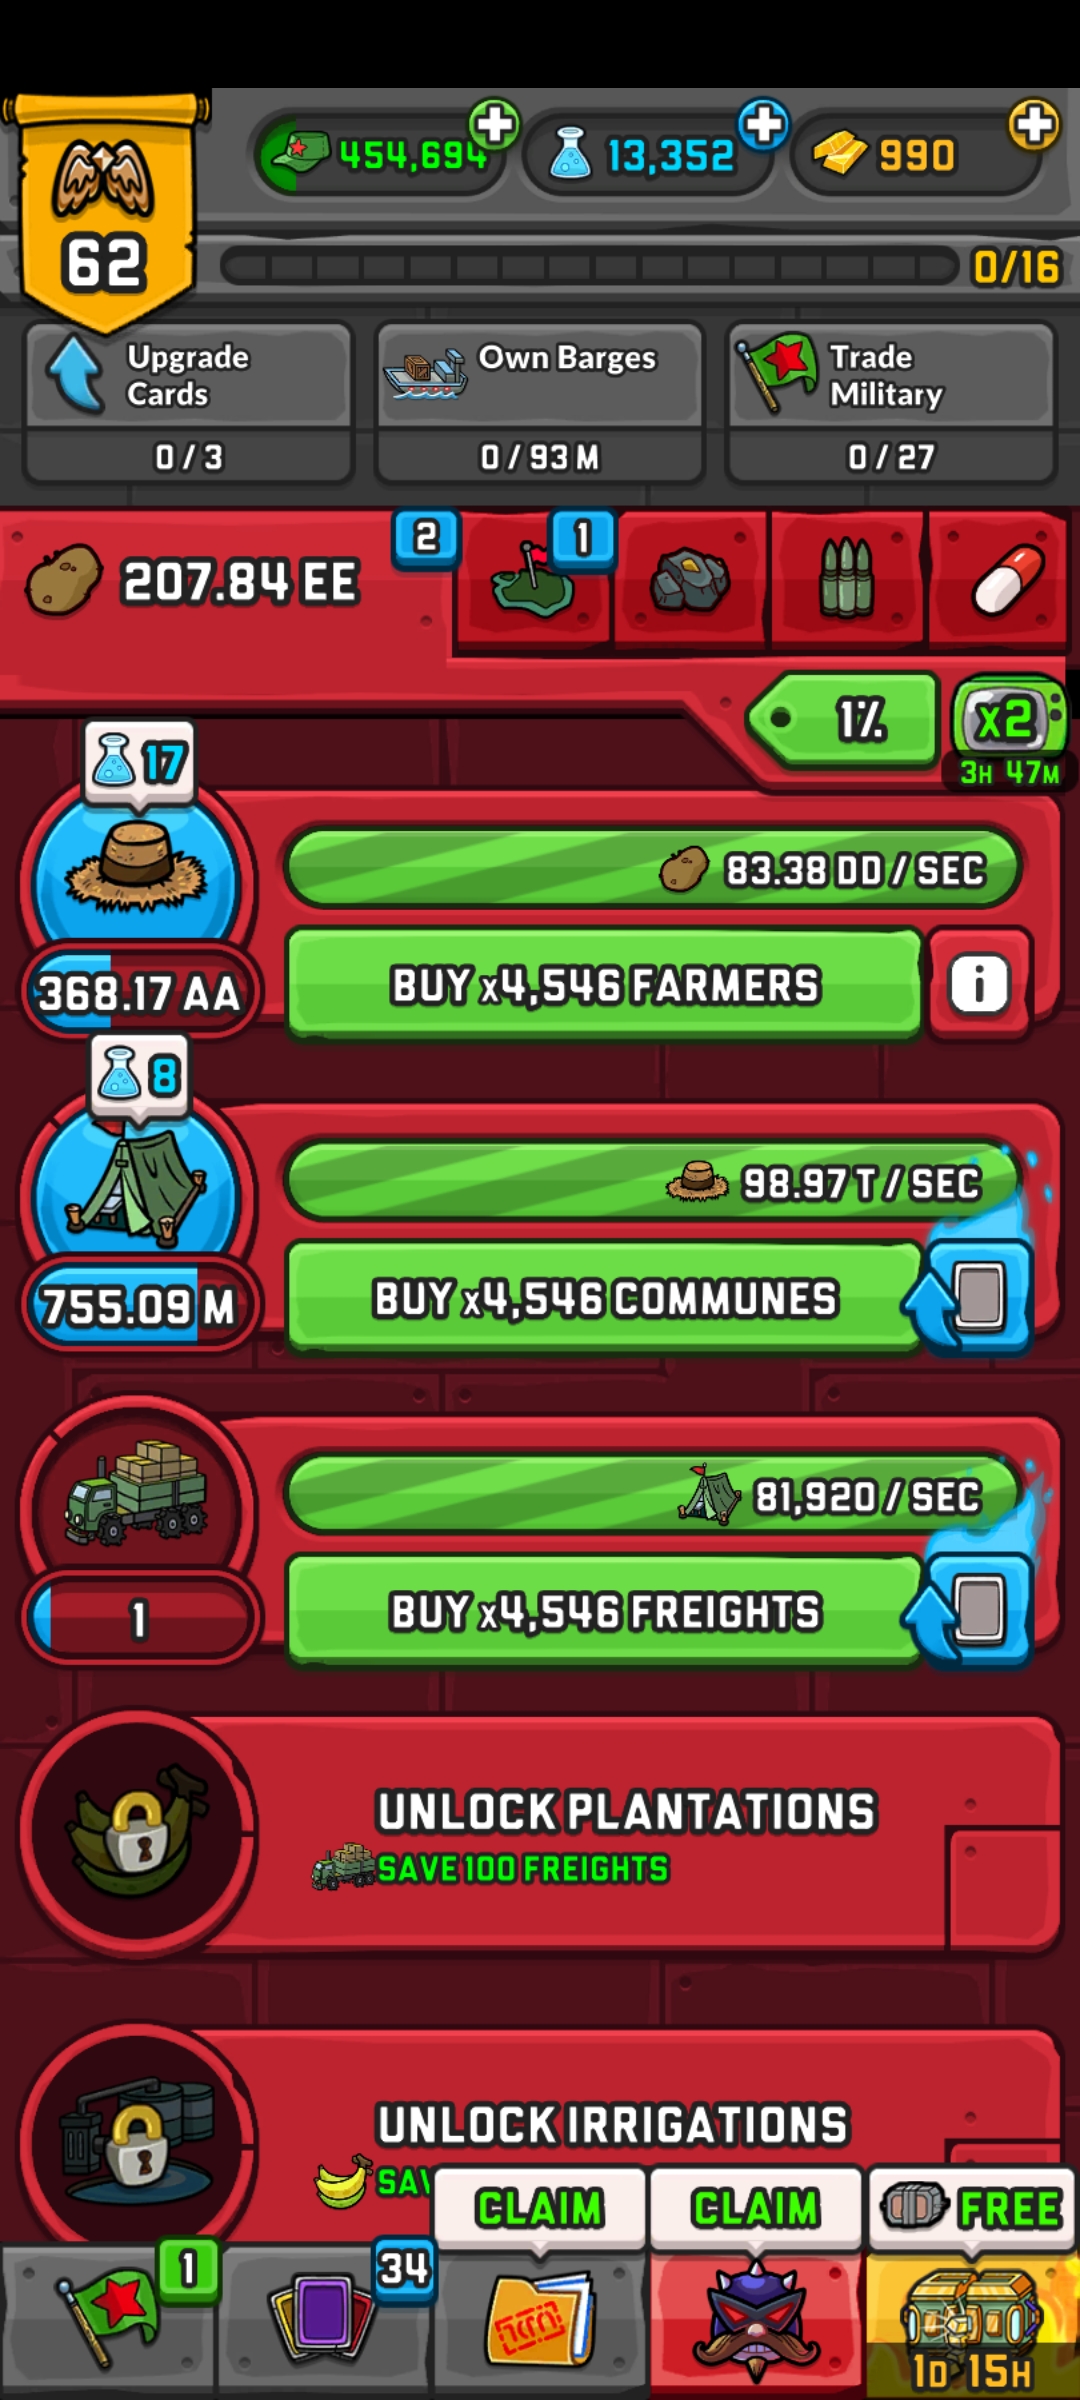 454,694
13,352
990
62
0/16
Upgrade
Cards
0 / 3
Own Barges
0 / 93 M
Trade
Military
0 / 27
207.84 EE
2
1
1%
x2
3H 47M
17
83.38 DD / SEC
368.17 AA
BUY x4,546 FARMERS
i
8
98.97 T / SEC
755.09 M
BUY x4,546 COMMUNES
81,920 / SEC
1
BUY x4,546 FREIGHTS
UNLOCK PLANTATIONS
SAVE 100 FREIGHTS
UNLOCK IRRIGATIONS
CLAIM
CLAIM
FREE
1
34
1D 15H